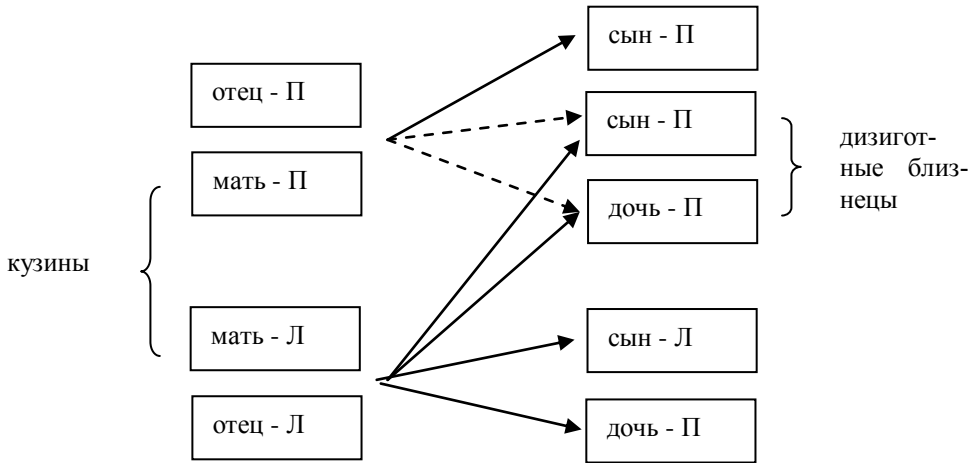 сын - П
отец - П
сын - П
мать - П
дочь - П
дизигот-
ные близ-
нецы
кузины
мать - Л
сын - Л
отец - Л
дочь - П